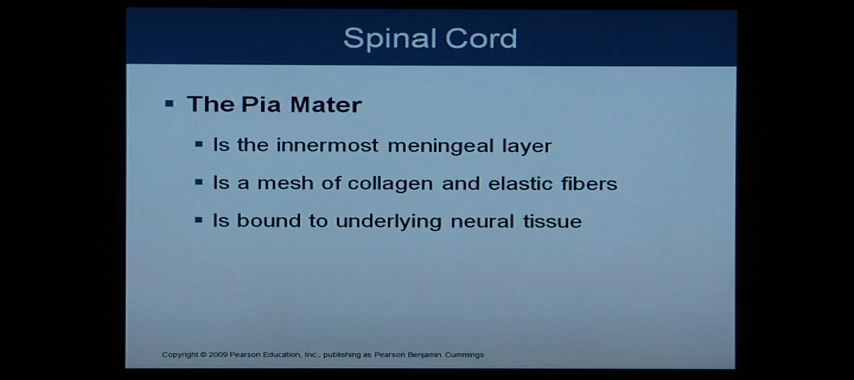 Spinal Cord
▪ The Pia Mater
▪ Is the innermost meningeal layer
▪ Is a mesh of collagen and elastic fibers
▪ Is bound to underlying neural tissue
Copyright © 2009 Pearson Education, Inc., publishing as Pearson Benjamin Cummings